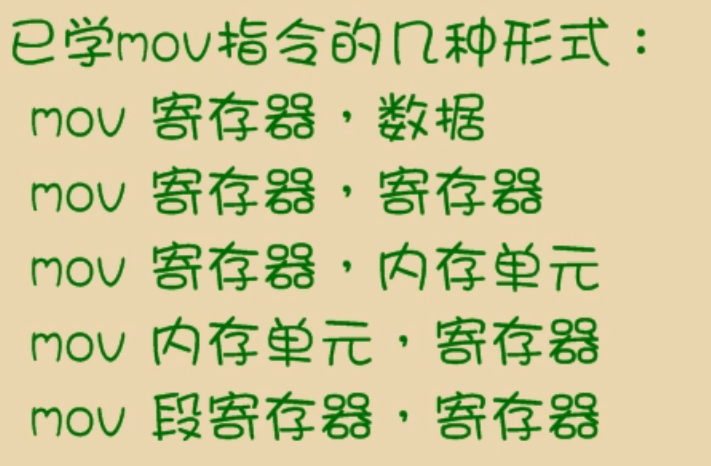 已学mov指令的几种形式：
mov 寄存器，数据
mov 寄存器，寄存器
mov 寄存器，内存单元
mov 内存单元，寄存器
mov 段寄存器，寄存器